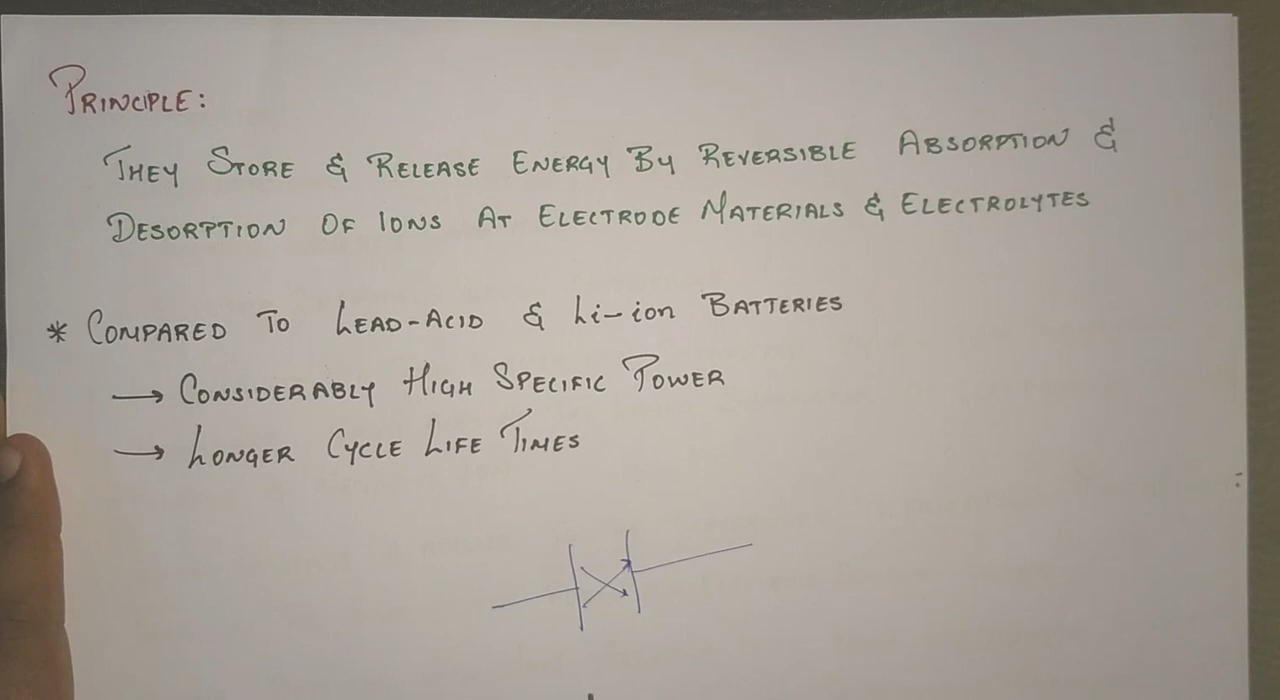 PRINCIPLE:
THEY STORE & RELEASE ENERGY BY REVERSIBLE ABSORPTION &
DESORPTION OF IONS AT ELECTRODE MATERIALS & ELECTROLYTES
* COMPARED TO LEAD-ACID & Li-ion BATTERIES
→ CONSIDERABLY HIGH SPECIFIC POWER
→ LONGER CYCLE LIFE TIMES